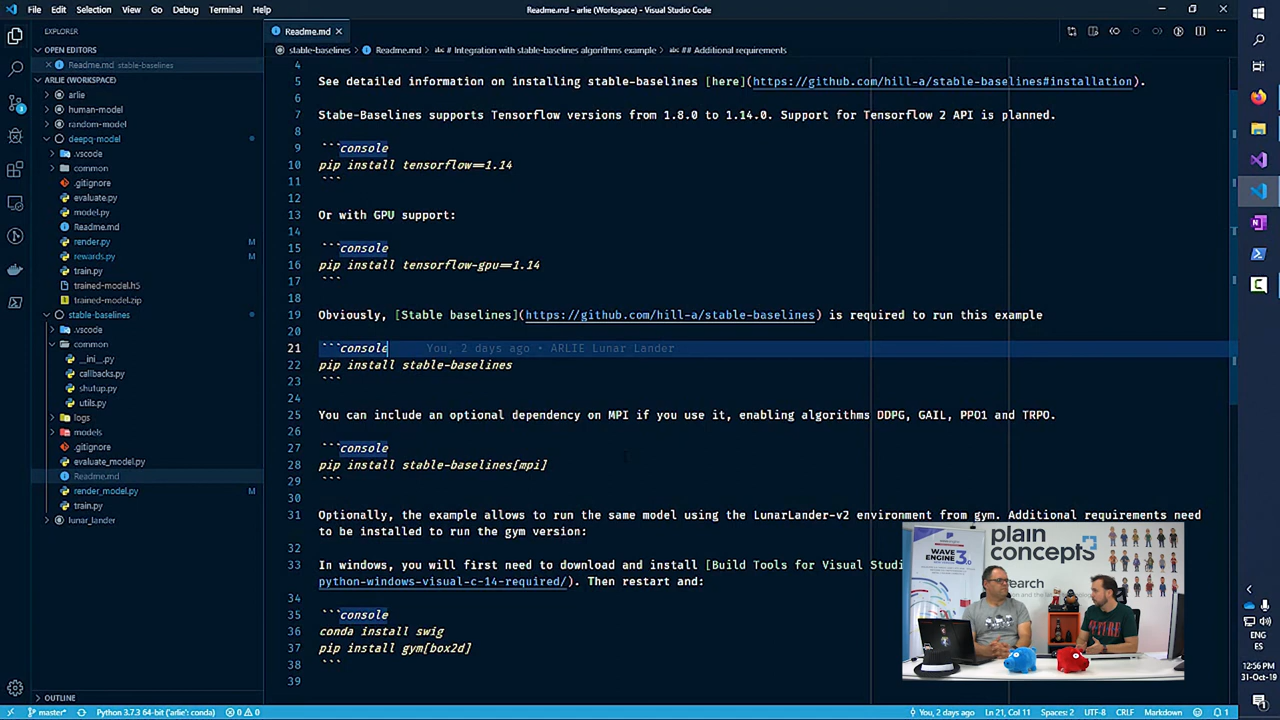 File Edit Selection View Go Debug Terminal Help
Readme.md - arlie (Workspace) - Visual Studio Code
EXPLORER
OPEN EDITORS
Readme.md stable-baselines
ARLIE (WORKSPACE)
arlie
human-model
random-model
deepq-model
.vscode
common
.gitignore
evaluate.py
model.py
Readme.md
render.py M
rewards.py M
train.py
trained-model.h5
trained-model.zip
stable-baselines
.vscode
common
__ini__.py
callbacks.py
shutup.py
utils.py
logs
models
.gitignore
evaluate_model.py
Readme.md
render_model.py M
train.py
lunar_lander
OUTLINE
Readme.md
stable-baselines > Readme.md > # Integration with stable-baselines algorithms example > ## Additional requirements
4
5 See detailed information on installing stable-baselines [here](https://github.com/hill-a/stable-baselines#installation).
6
7 Stabe-Baselines supports Tensorflow versions from 1.8.0 to 1.14.0. Support for Tensorflow 2 API is planned.
8
9 ```console
10 pip install tensorflow==1.14
11 ```
12
13 Or with GPU support:
14
15 ```console
16 pip install tensorflow-gpu==1.14
17 ```
18
19 Obviously, [Stable baselines](https://github.com/hill-a/stable-baselines) is required to run this example
20
21 ```console You, 2 days ago • ARLIE Lunar Lander
22 pip install stable-baselines
23 ```
24
25 You can include an optional dependency on MPI if you use it, enabling algorithms DDPG, GAIL, PPO1 and TRPO.
26
27 ```console
28 pip install stable-baselines[mpi]
29 ```
30
31 Optionally, the example allows to run the same model using the LunarLander-v2 environment from gym. Additional requirements need
to be installed to run the gym version:
32
33 In windows, you will first need to download and install [Build Tools for Visual Studi
python-windows-visual-c-14-required/). Then restart and:
34
35 ```console
36 conda install swig
37 pip install gym[box2d]
38 ```
39
WAVE ENGINE
3.0
plain
concepts
search
3
master* Python 3.7.3 64-bit ('arlie': conda) 0 0
You, 2 days ago Ln 21, Col 11 Spaces: 2 UTF-8 CRLF Markdown 1
ENG
ES
12:56 PM
31-Oct-19